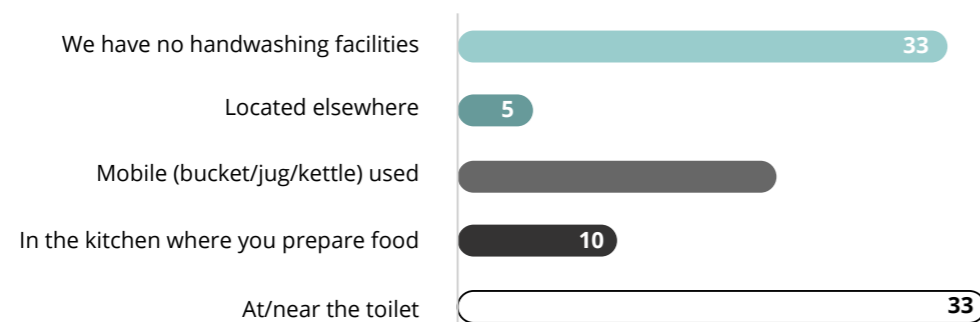 We have no handwashing facilities 33
Located elsewhere 5
Mobile (bucket/jug/kettle) used
In the kitchen where you prepare food 10
At/near the toilet 33